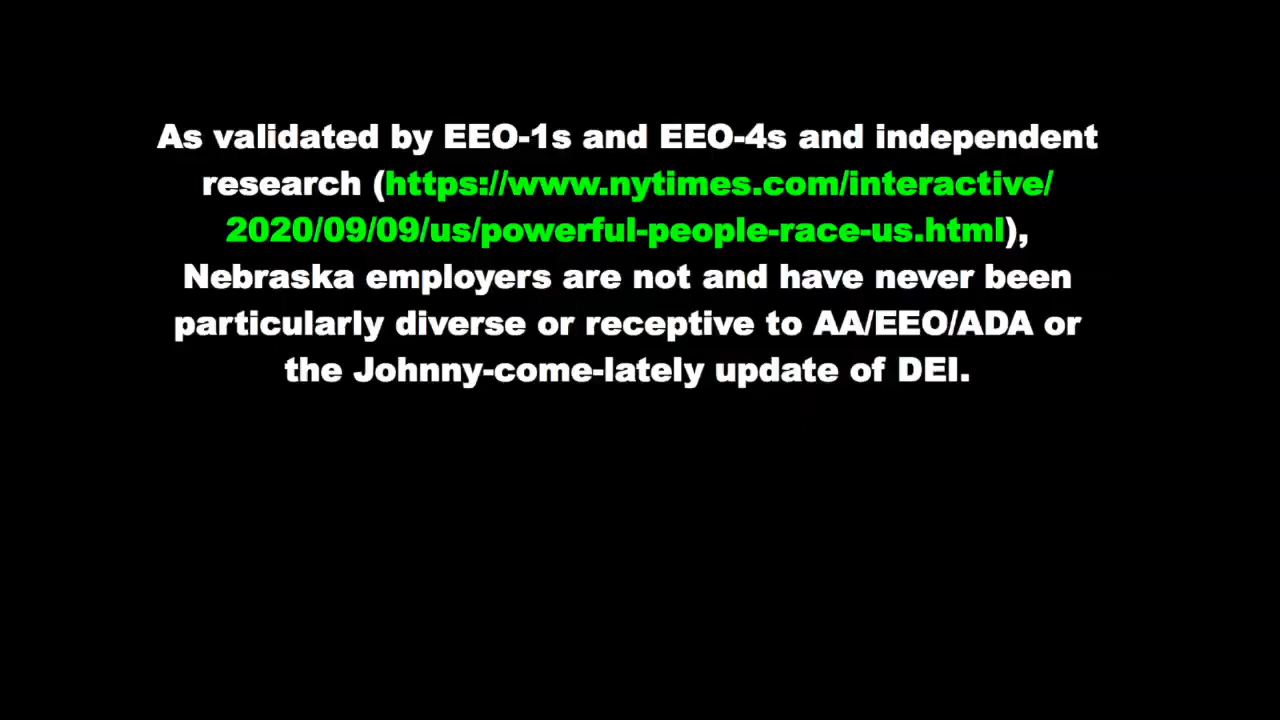 As validated by EEO-1s and EEO-4s and independent
research (https://www.nytimes.com/interactive/
2020/09/09/us/powerful-people-race-us.html),
Nebraska employers are not and have never been
particularly diverse or receptive to AA/EEO/ADA or
the Johnny-come-lately update of DEI.